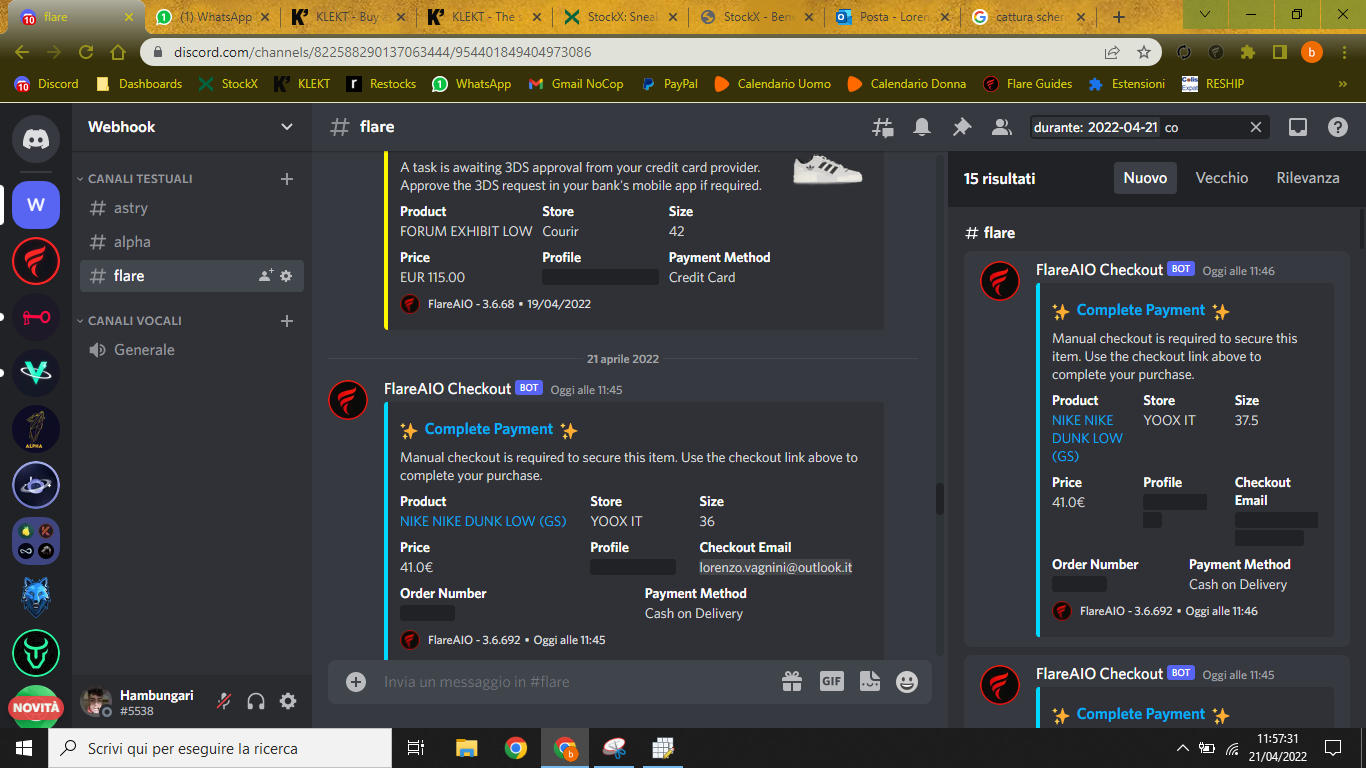 flare
(1) WhatsApp
KLEKT - Buy
KLEKT - The s
StockX: Sneak
StockX - Ben
Posta - Loren
cattura scher
discord.com/channels/822588290137063444/954401849404973086
b
Discord
Dashboards
StockX
KLEKT
Restocks
WhatsApp
Gmail NoCop
PayPal
Calendario Uomo
Calendario Donna
Flare Guides
Estensioni
RESHIP
Webhook
flare
durante: 2022-04-21 co
CANALI TESTUALI
astry
alpha
flare
CANALI VOCALI
Generale
W
ALPHA
NOVITÀ
Hambungari
#5538
A task is awaiting 3DS approval from your credit card provider.
Approve the 3DS request in your bank's mobile app if required.
Product Store Size
FORUM EXHIBIT LOW Courir 42
Price Profile Payment Method
EUR 115.00 Credit Card
FlareAIO - 3.6.68 • 19/04/2022
21 aprile 2022
FlareAIO Checkout BOT Oggi alle 11:45
Complete Payment
Manual checkout is required to secure this item. Use the checkout link above to
complete your purchase.
Product Store Size
NIKE NIKE DUNK LOW (GS) YOOX IT 36
Price Profile Checkout Email
41.0€ lorenzo.vagnini@outlook.it
Order Number Payment Method
Cash on Delivery
FlareAIO - 3.6.692 • Oggi alle 11:45
Invia un messaggio in #flare
GIF
15 risultati
Nuovo Vecchio Rilevanza
# flare
FlareAIO Checkout BOT Oggi alle 11:46
Complete Payment
Manual checkout is required to secure this
item. Use the checkout link above to
complete your purchase.
Product Store Size
NIKE NIKE YOOX IT 37.5
DUNK LOW
(GS)
Price Profile Checkout
Email
41.0€
Order Number Payment Method
Cash on Delivery
FlareAIO - 3.6.692 • Oggi alle 11:46
FlareAIO Checkout BOT Oggi alle 11:45
Complete Payment
Scrivi qui per eseguire la ricerca
11:57:31
21/04/2022